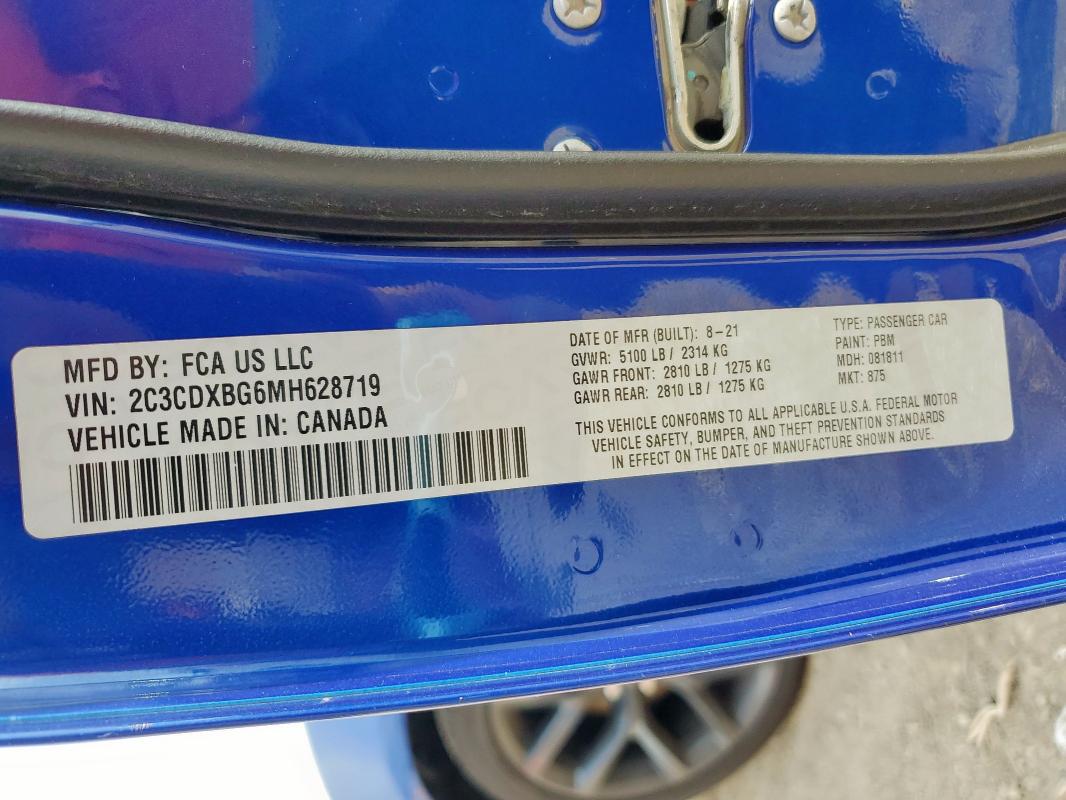 MFD BY: FCA US LLC
VIN: 2C3CDXBG6MH628719
VEHICLE MADE IN: CANADA
DATE OF MFR (BUILT): 8-21
GVWR: 5100 LB / 2314 KG
GAWR FRONT: 2810 LB / 1275 KG
GAWR REAR: 2810 LB / 1275 KG
TYPE: PASSENGER CAR
PAINT: PBM
MDH: 081811
MKT: 875
THIS VEHICLE CONFORMS TO ALL APPLICABLE U.S.A. FEDERAL MOTOR
VEHICLE SAFETY, BUMPER, AND THEFT PREVENTION STANDARDS
IN EFFECT ON THE DATE OF MANUFACTURE SHOWN ABOVE.